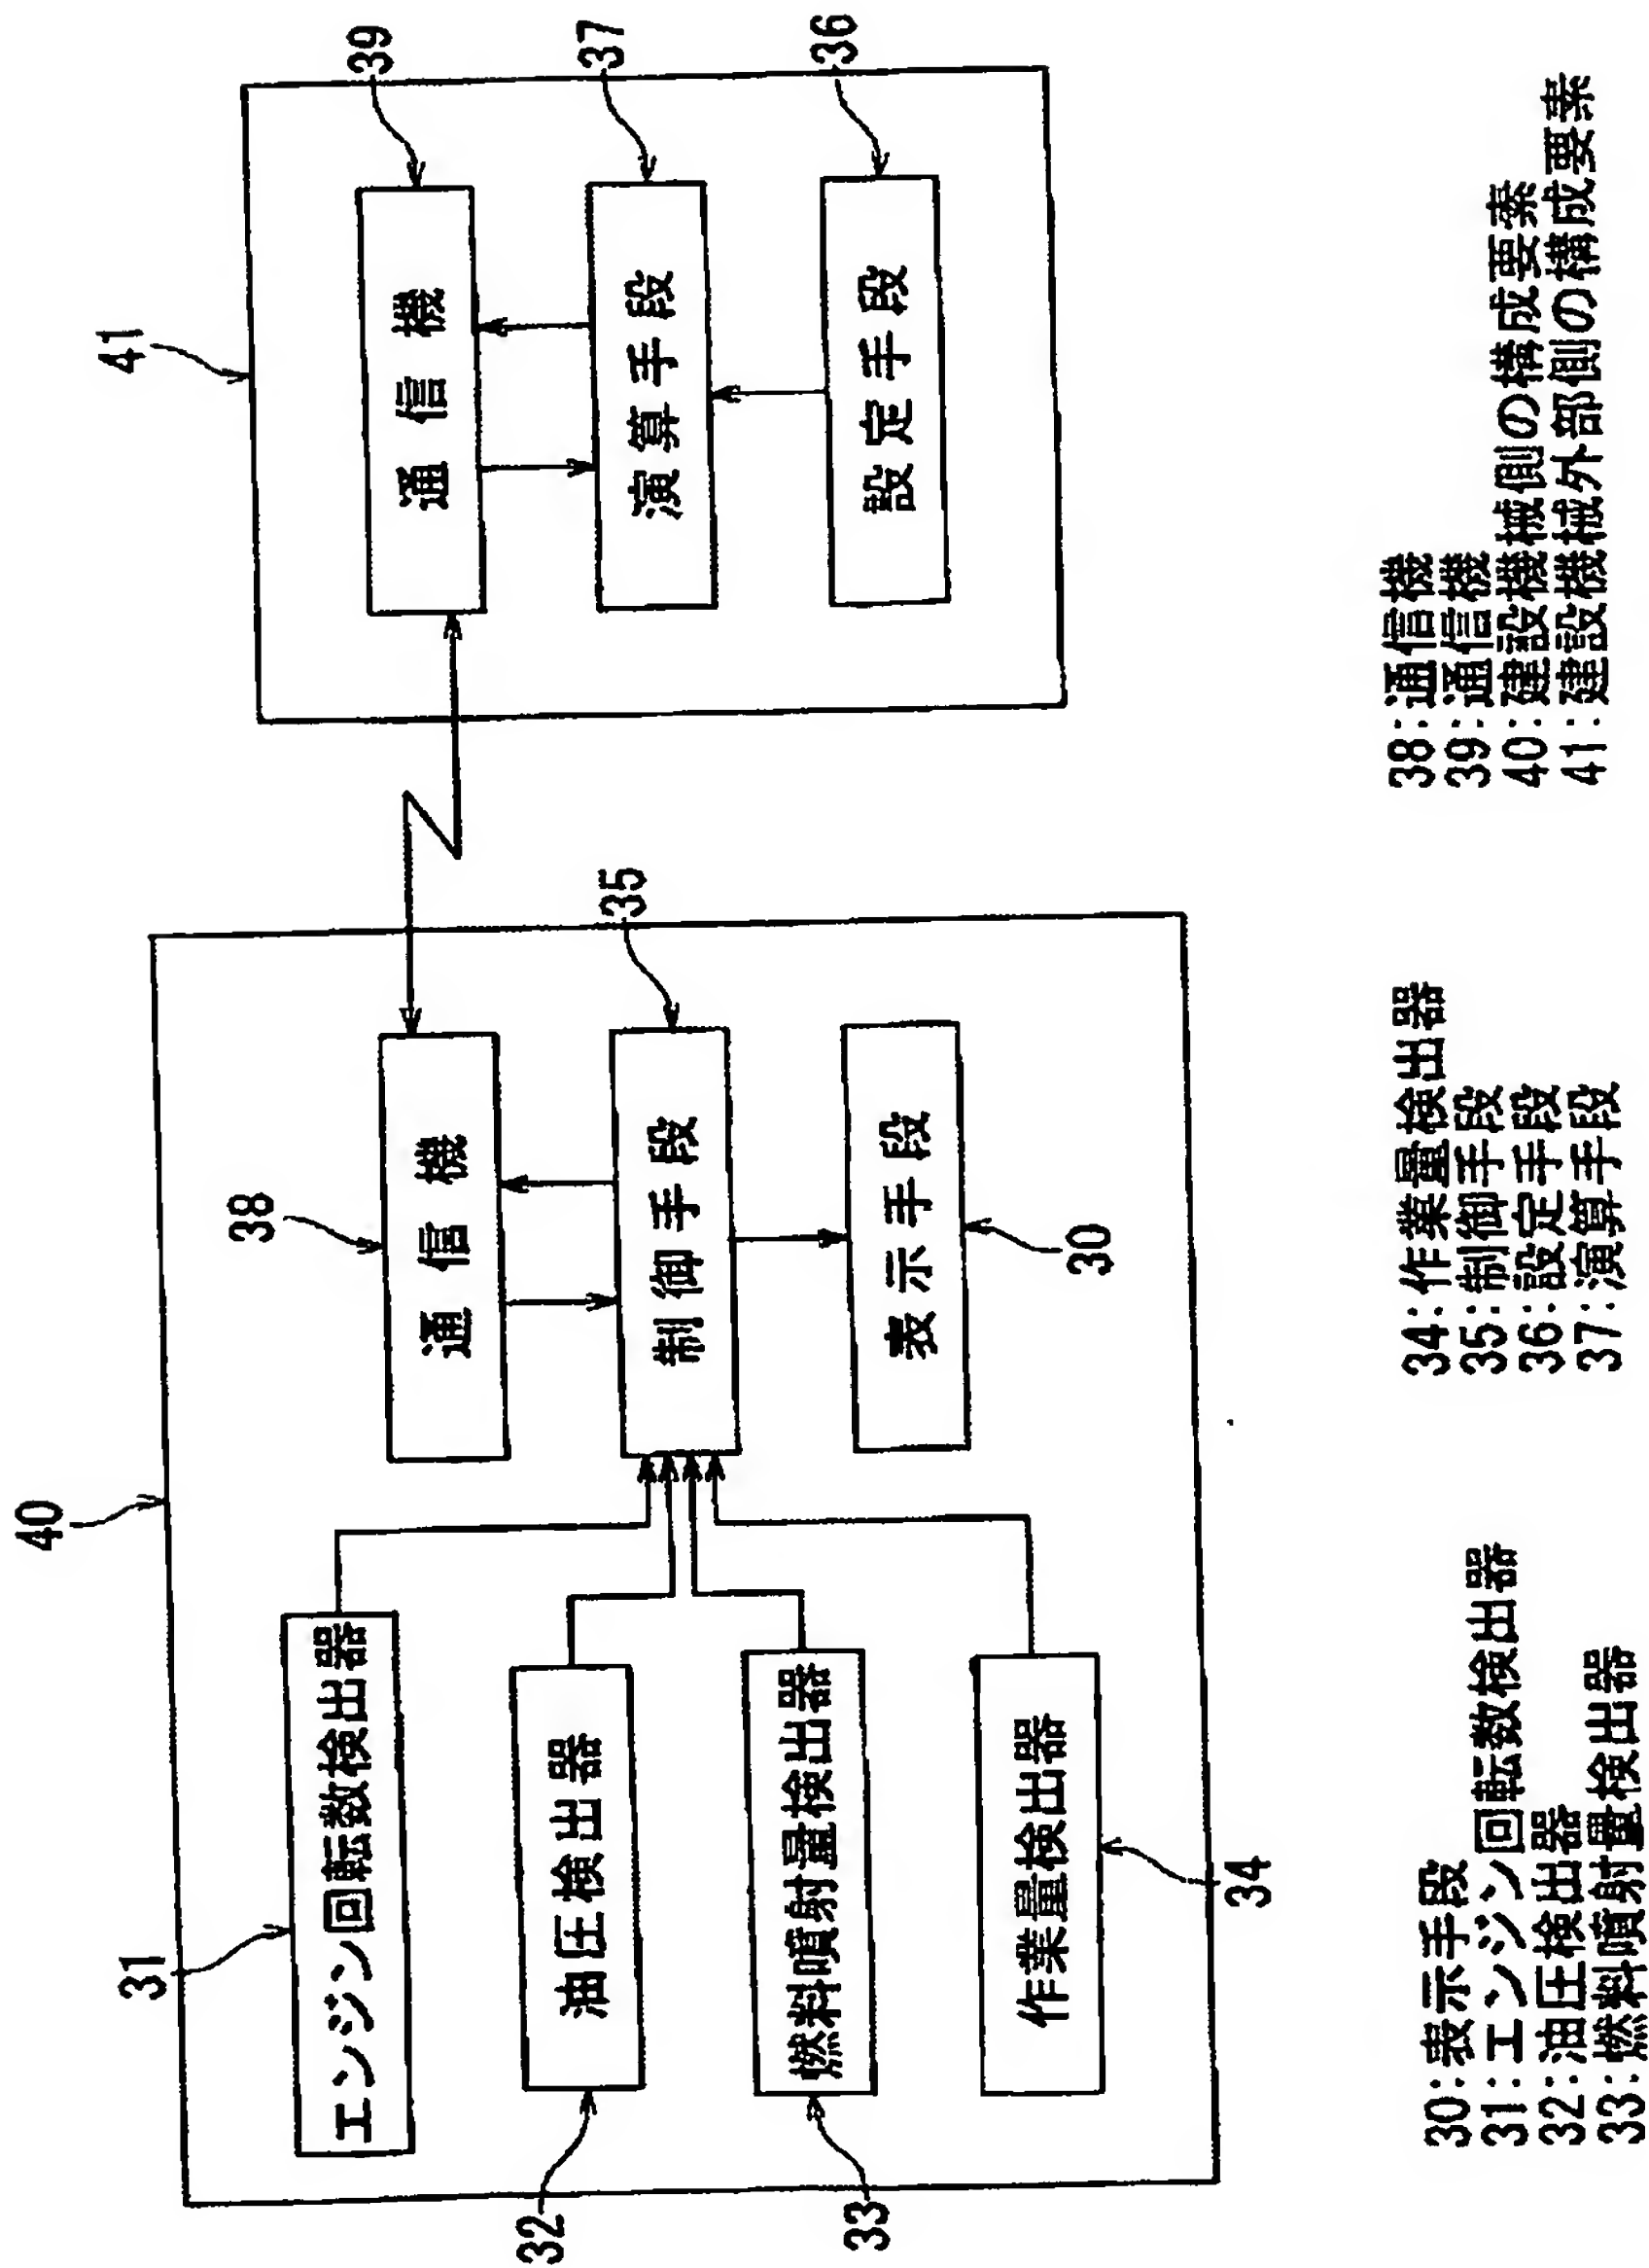 40
41
31
エンジン回転数検出器
32
油圧検出器
33
燃料噴射量検出器
34
作業量検出器
38
通信機
35
制御手段
30
表示手段
39
通信機
37
演算手段
36
設定手段
30:表示手段
31:エンジン回転数検出器
32:油圧検出器
33:燃料噴射量検出器
34:作業量検出器
35:制御手段
36:設定手段
37:演算手段
38:通信機
39:通信機
40:建設機械側の構成要素
41:建設機械外部側の構成要素